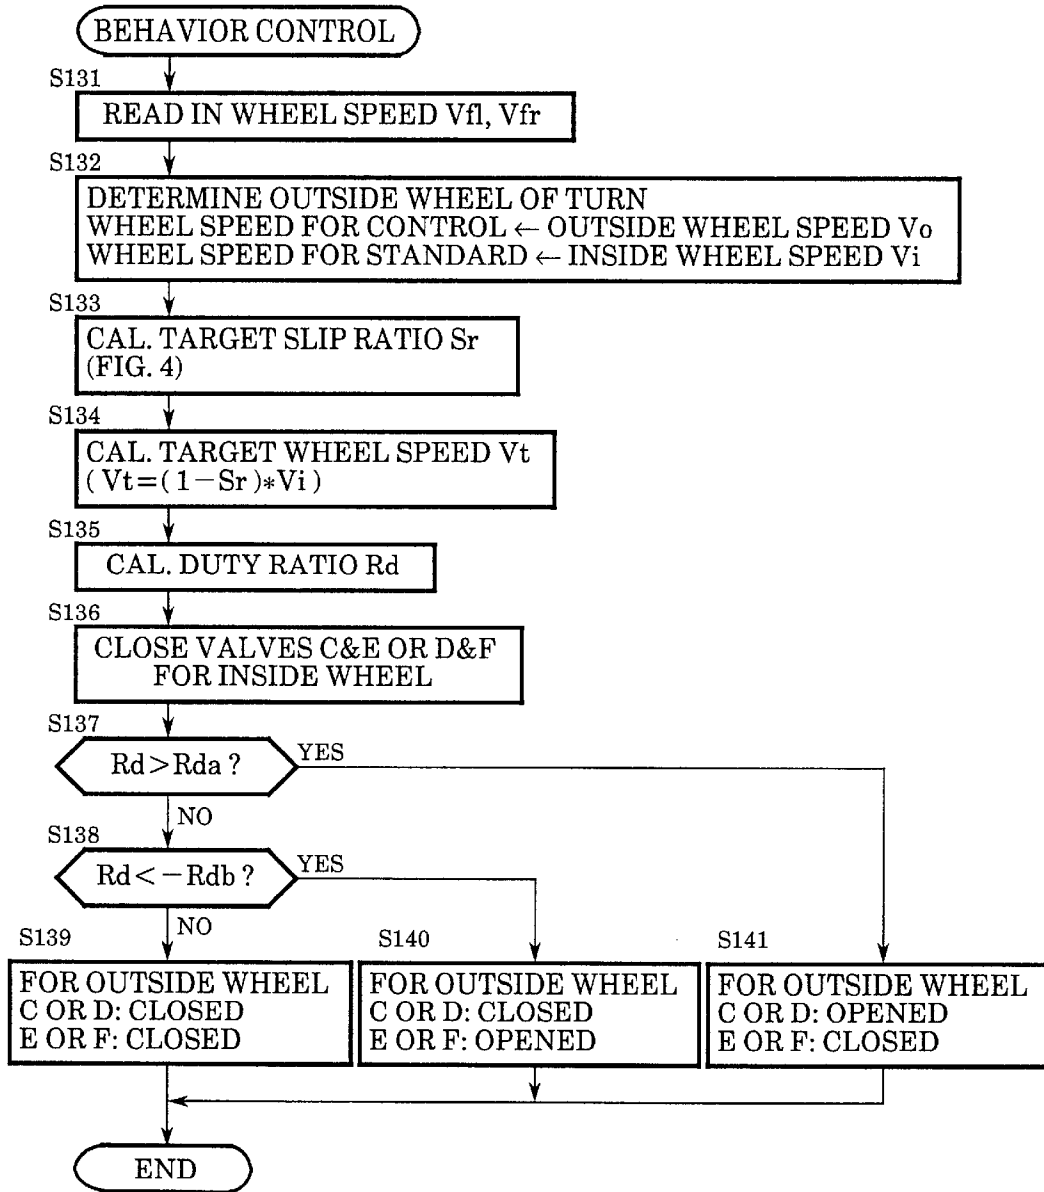 BEHAVIOR CONTROL
S131
READ IN WHEEL SPEED Vfl, Vfr
S132
DETERMINE OUTSIDE WHEEL OF TURN
WHEEL SPEED FOR CONTROL ← OUTSIDE WHEEL SPEED Vo
WHEEL SPEED FOR STANDARD ← INSIDE WHEEL SPEED Vi
S133
CAL. TARGET SLIP RATIO Sr
(FIG. 4)
S134
CAL. TARGET WHEEL SPEED Vt
( Vt=( 1−Sr )*Vi )
S135
CAL. DUTY RATIO Rd
S136
CLOSE VALVES C&E OR D&F
FOR INSIDE WHEEL
S137
Rd>Rda ?
YES
NO
S138
Rd<−Rdb ?
YES
NO
S139
FOR OUTSIDE WHEEL
C OR D: CLOSED
E OR F: CLOSED
S140
FOR OUTSIDE WHEEL
C OR D: CLOSED
E OR F: OPENED
S141
FOR OUTSIDE WHEEL
C OR D: OPENED
E OR F: CLOSED
END